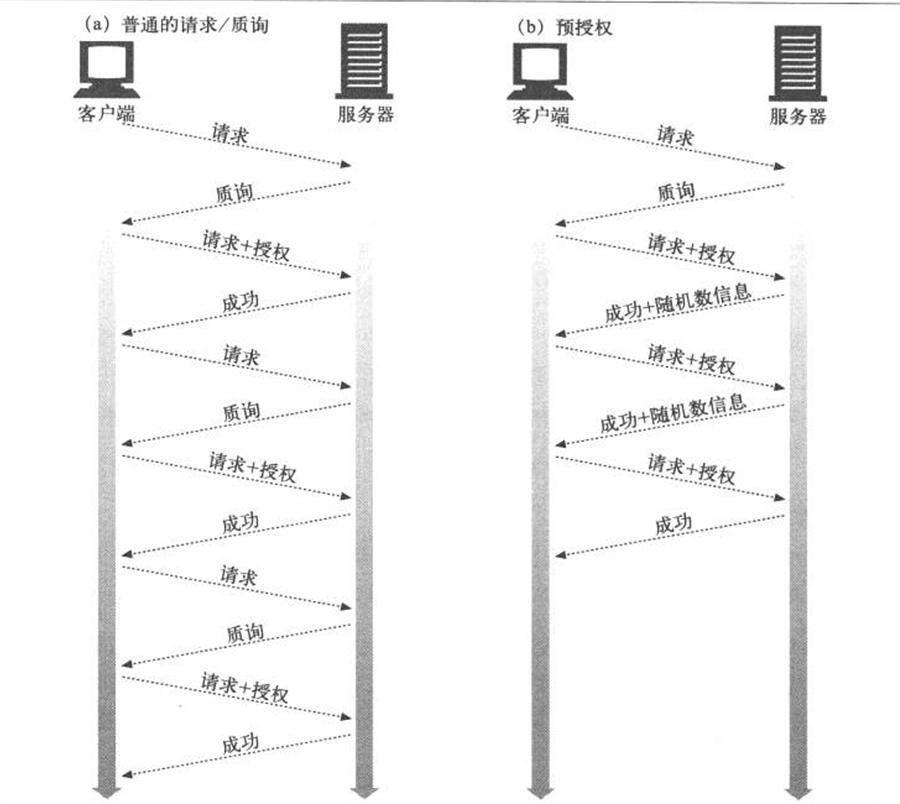 (a) 普通的请求/质询
客户端
服务器
请求
质询
请求+授权
成功
请求
质询
请求+授权
成功
请求
质询
请求+授权
成功
(b) 预授权
客户端
服务器
请求
质询
请求+授权
成功+随机数信息
请求+授权
成功+随机数信息
请求+授权
成功